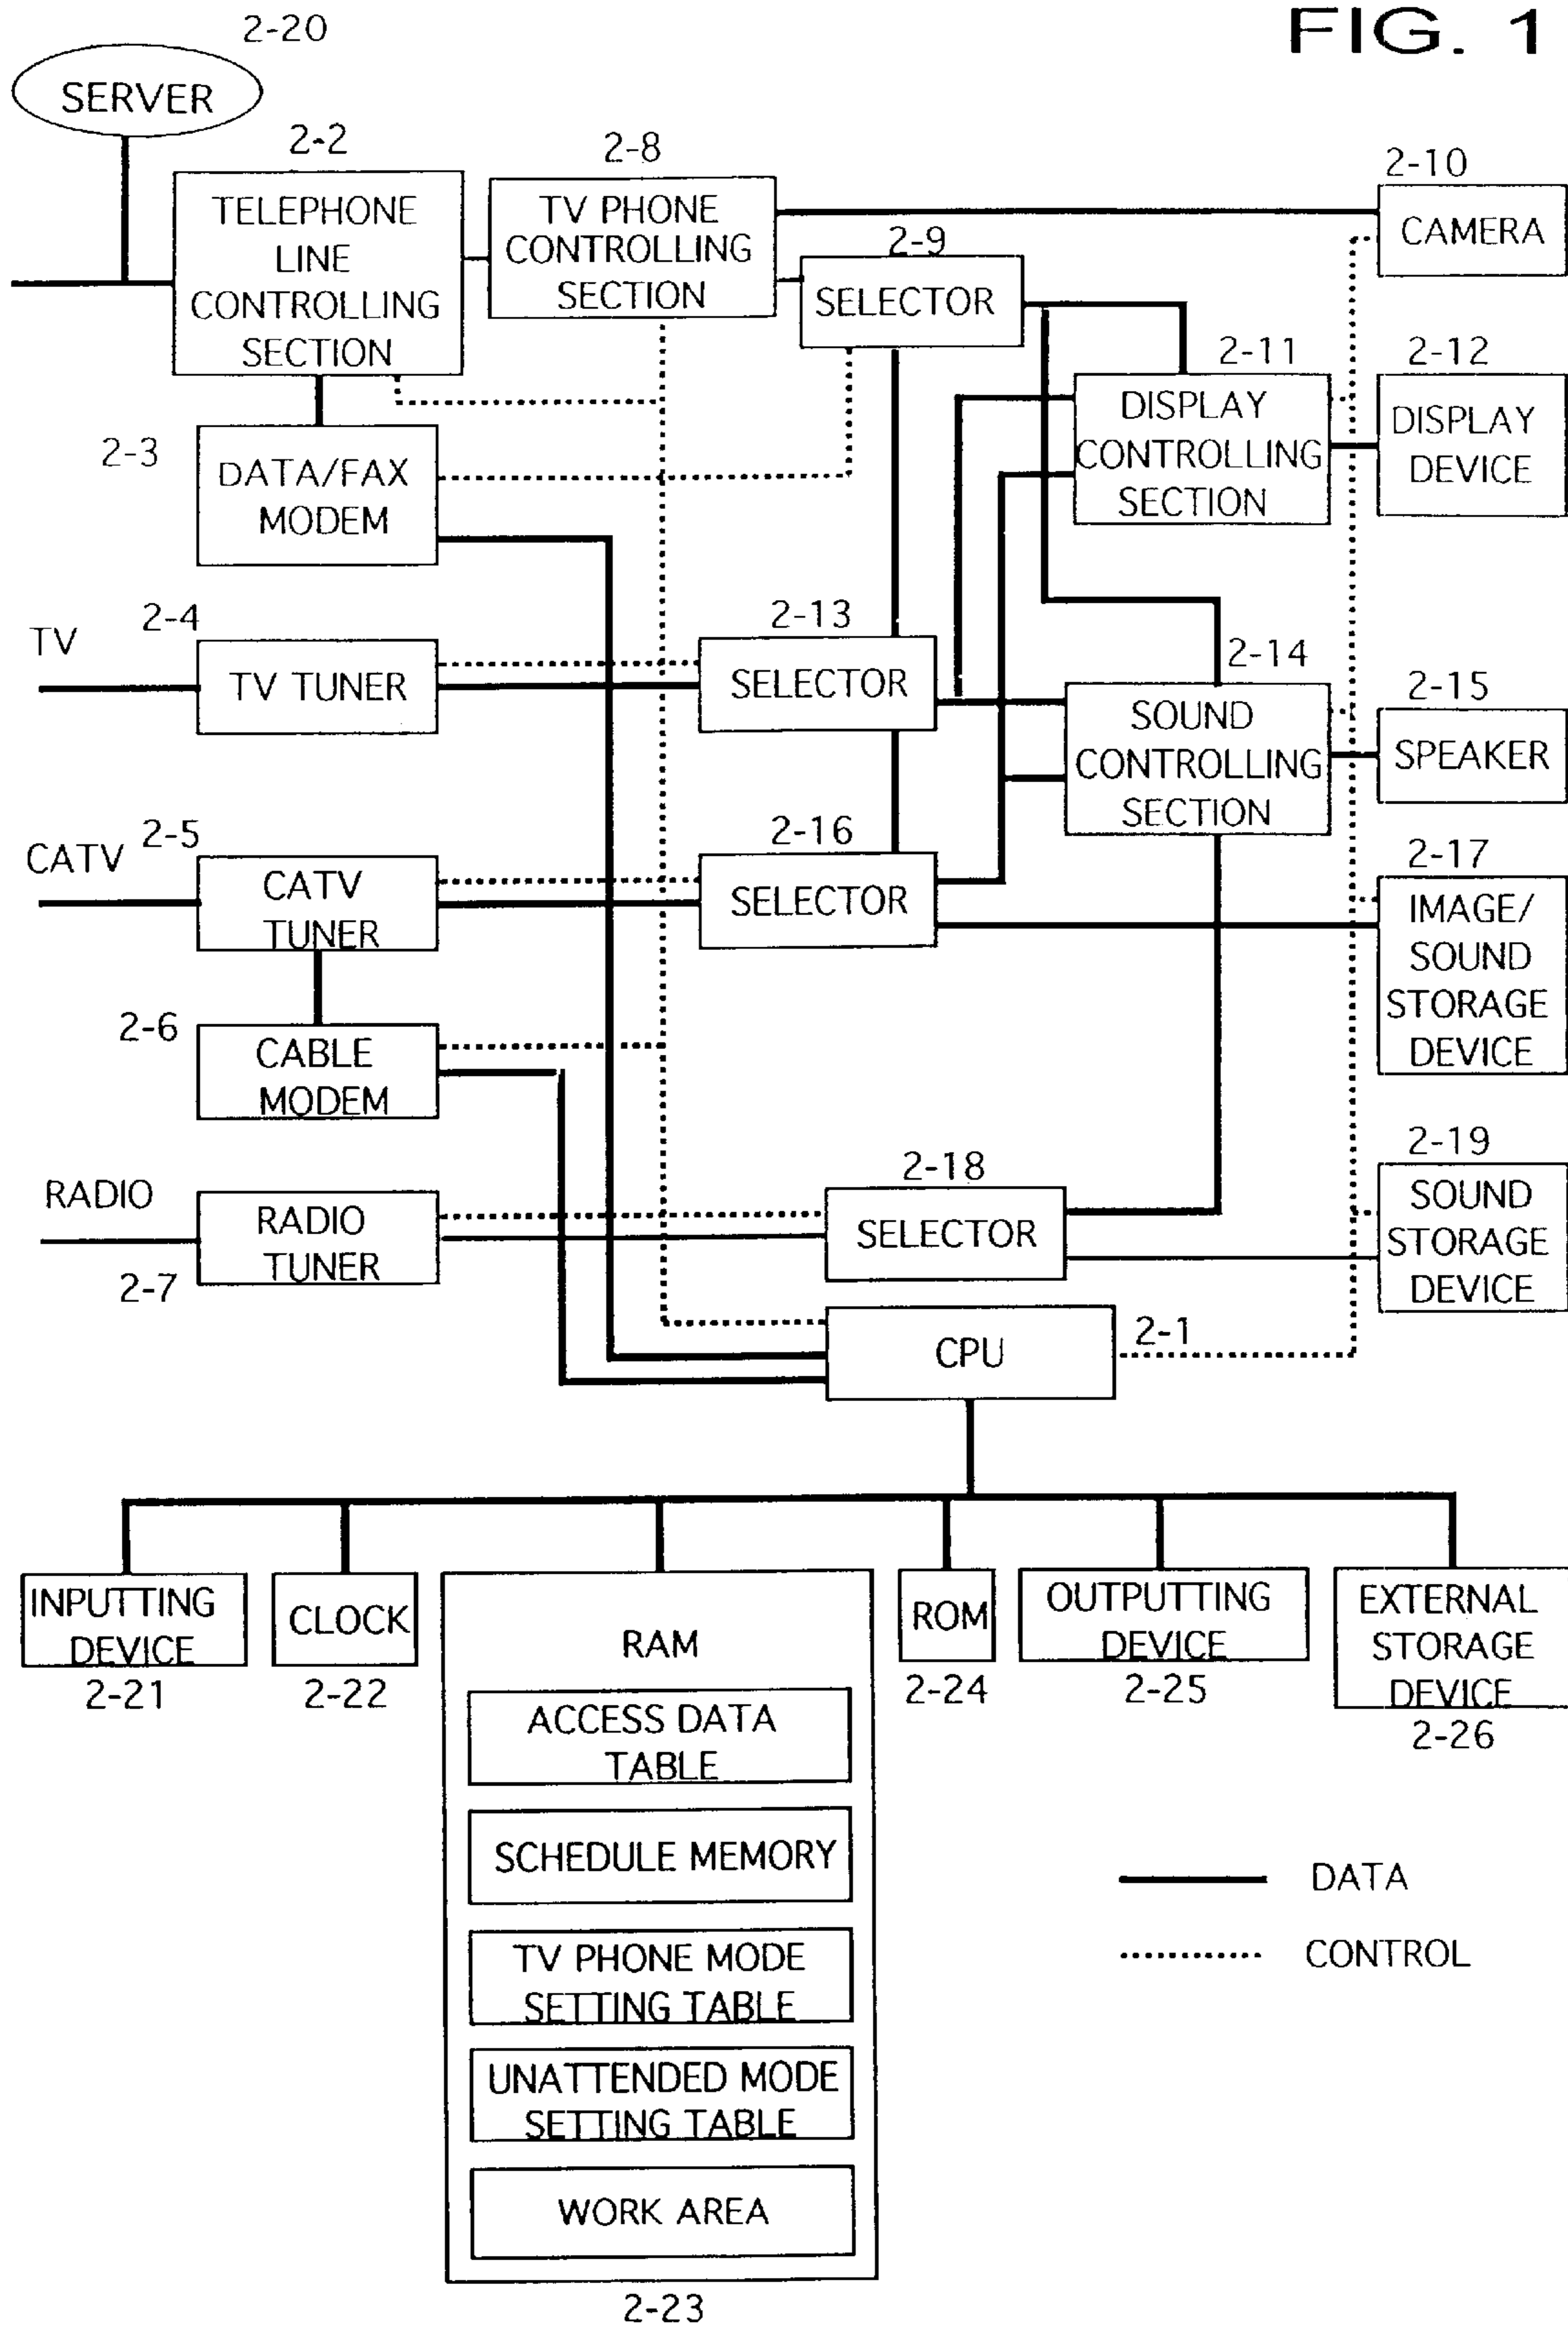 FIG. 1
2-20
SERVER
2-2
TELEPHONE
LINE
CONTROLLING
SECTION
2-8
TV PHONE
CONTROLLING
SECTION
2-10
CAMERA
2-9
SELECTOR
2-11
DISPLAY
CONTROLLING
SECTION
2-12
DISPLAY
DEVICE
2-3
DATA/FAX
MODEM
TV
2-4
TV TUNER
2-13
SELECTOR
2-14
SOUND
CONTROLLING
SECTION
2-15
SPEAKER
CATV
2-5
CATV
TUNER
2-16
SELECTOR
2-17
IMAGE/
SOUND
STORAGE
DEVICE
2-6
CABLE
MODEM
RADIO
RADIO
TUNER
2-7
2-18
SELECTOR
2-19
SOUND
STORAGE
DEVICE
CPU
2-1
INPUTTING
DEVICE
2-21
CLOCK
2-22
RAM
ACCESS DATA
TABLE
SCHEDULE MEMORY
TV PHONE MODE
SETTING TABLE
UNATTENDED MODE
SETTING TABLE
WORK AREA
2-23
ROM
2-24
OUTPUTTING
DEVICE
2-25
EXTERNAL
STORAGE
DEVICE
2-26
DATA
CONTROL